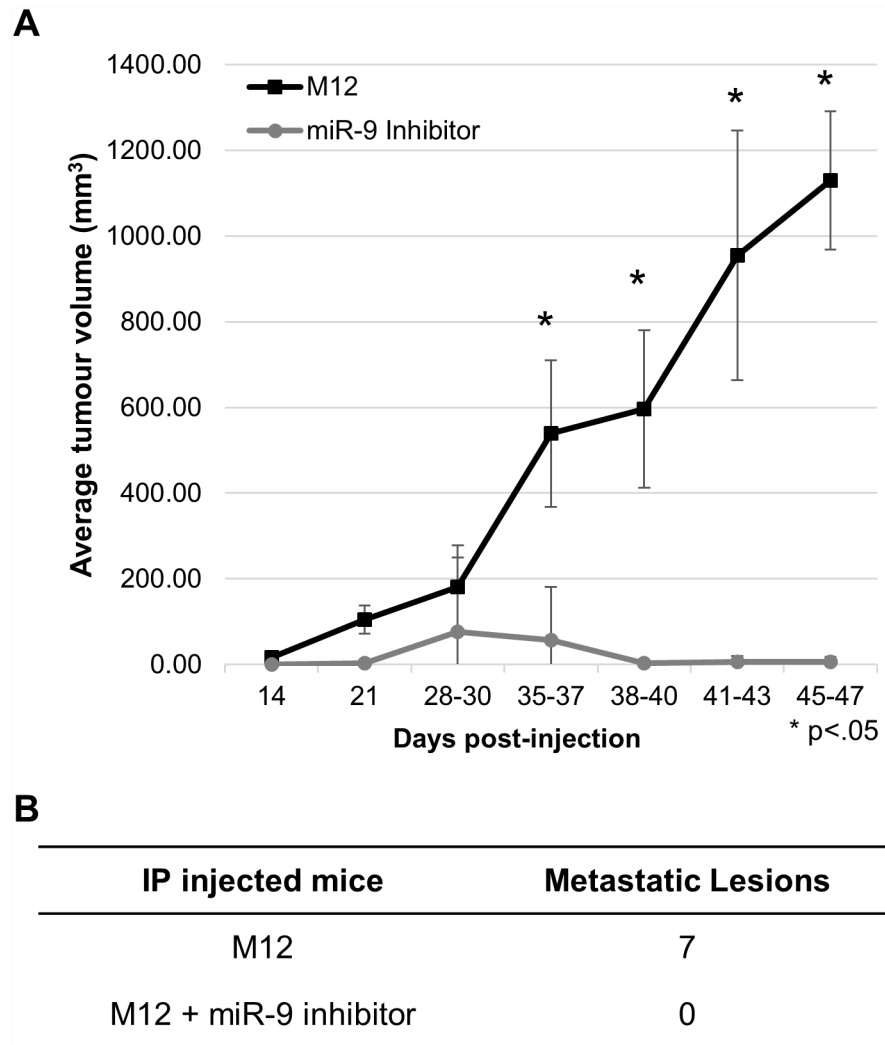 A
1400.00
1200.00
1000.00
800.00
600.00
400.00
200.00
0.00
Average tumour volume (mm³)
M12
miR-9 Inhibitor
*
*
*
*
14 21 28-30 35-37 38-40 41-43 45-47
Days post-injection
* p<.05
B
IP injected mice Metastatic Lesions
M12 7
M12 + miR-9 inhibitor 0